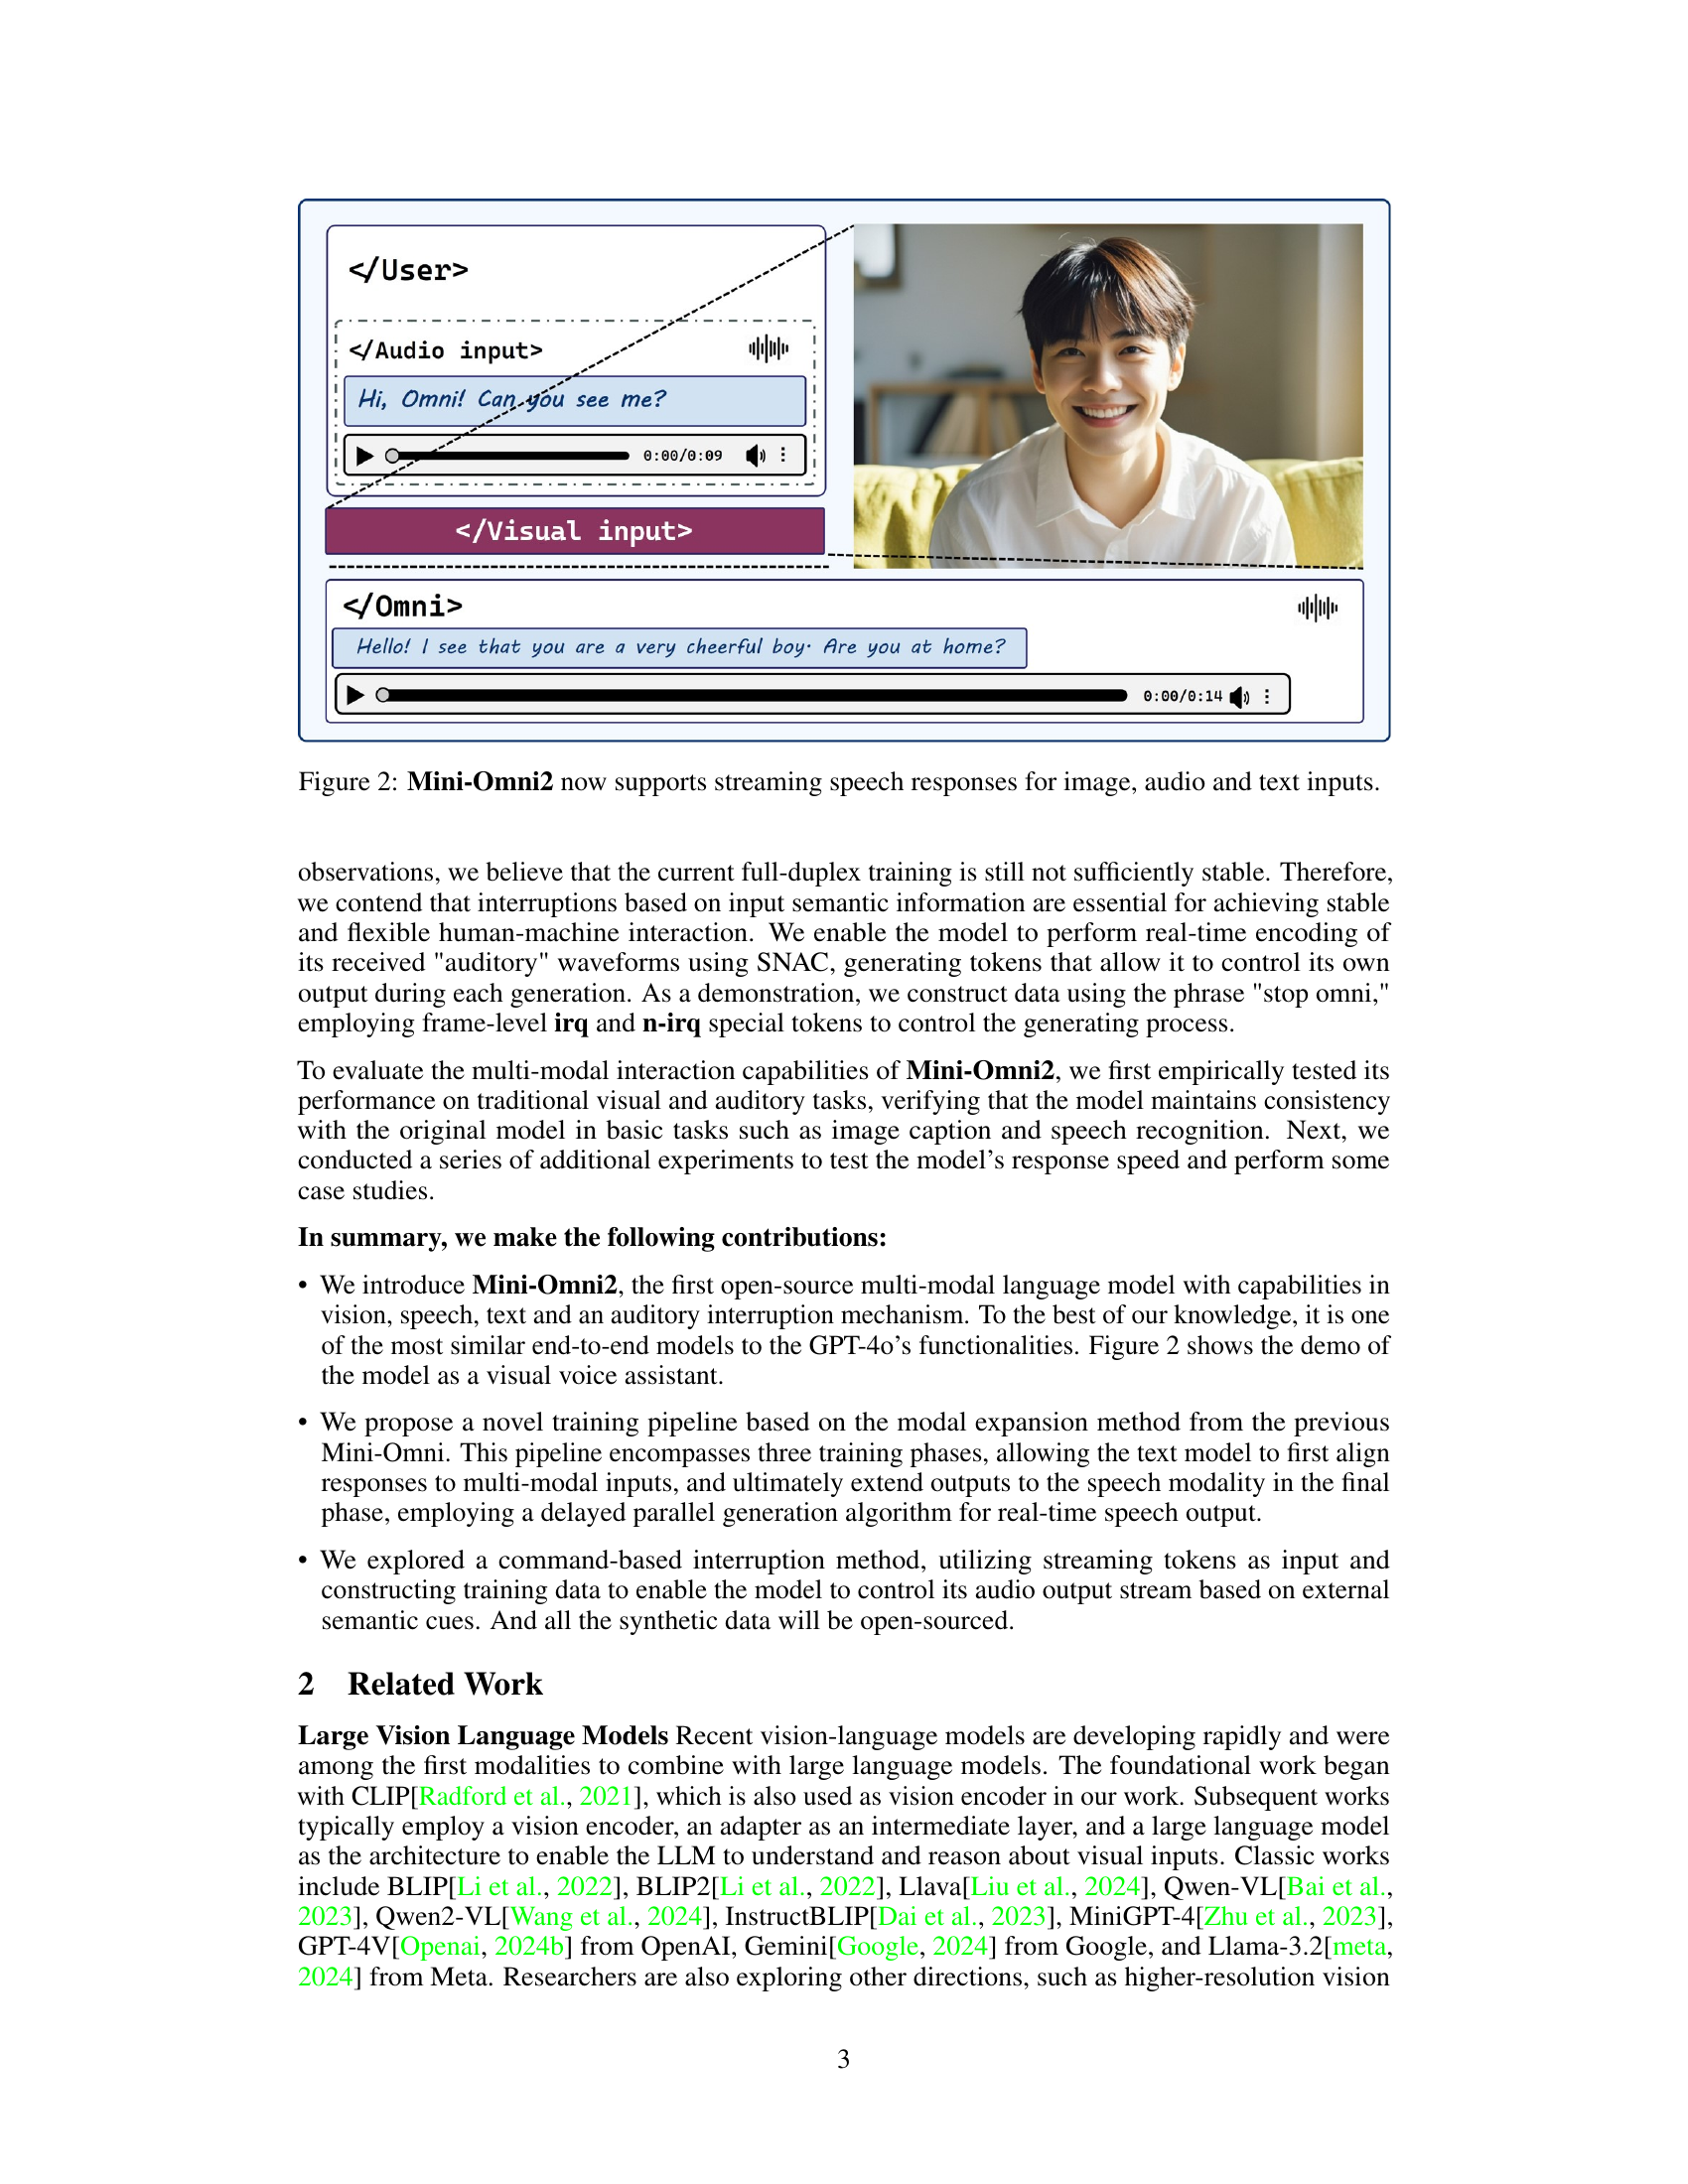 </User>
</Audio input>
Hi, Omni! Can you see me?
0:00/0:09
</Visual input>
</Omni>
Hello! I see that you are a very cheerful boy. Are you at home?
0:00/0:14
Figure 2: Mini-Omni2 now supports streaming speech responses for image, audio and text inputs.
observations, we believe that the current full-duplex training is still not sufficiently stable. Therefore,
we contend that interruptions based on input semantic information are essential for achieving stable
and flexible human-machine interaction. We enable the model to perform real-time encoding of
its received "auditory" waveforms using SNAC, generating tokens that allow it to control its own
output during each generation. As a demonstration, we construct data using the phrase "stop omni,"
employing frame-level irq and n-irq special tokens to control the generating process.
To evaluate the multi-modal interaction capabilities of Mini-Omni2, we first empirically tested its
performance on traditional visual and auditory tasks, verifying that the model maintains consistency
with the original model in basic tasks such as image caption and speech recognition. Next, we
conducted a series of additional experiments to test the model's response speed and perform some
case studies.
In summary, we make the following contributions:
• We introduce Mini-Omni2, the first open-source multi-modal language model with capabilities in
vision, speech, text and an auditory interruption mechanism. To the best of our knowledge, it is one
of the most similar end-to-end models to the GPT-4o's functionalities. Figure 2 shows the demo of
the model as a visual voice assistant.
• We propose a novel training pipeline based on the modal expansion method from the previous
Mini-Omni. This pipeline encompasses three training phases, allowing the text model to first align
responses to multi-modal inputs, and ultimately extend outputs to the speech modality in the final
phase, employing a delayed parallel generation algorithm for real-time speech output.
• We explored a command-based interruption method, utilizing streaming tokens as input and
constructing training data to enable the model to control its audio output stream based on external
semantic cues. And all the synthetic data will be open-sourced.
2 Related Work
Large Vision Language Models Recent vision-language models are developing rapidly and were
among the first modalities to combine with large language models. The foundational work began
with CLIP[Radford et al., 2021], which is also used as vision encoder in our work. Subsequent works
typically employ a vision encoder, an adapter as an intermediate layer, and a large language model
as the architecture to enable the LLM to understand and reason about visual inputs. Classic works
include BLIP[Li et al., 2022], BLIP2[Li et al., 2022], Llava[Liu et al., 2024], Qwen-VL[Bai et al.,
2023], Qwen2-VL[Wang et al., 2024], InstructBLIP[Dai et al., 2023], MiniGPT-4[Zhu et al., 2023],
GPT-4V[Openai, 2024b] from OpenAI, Gemini[Google, 2024] from Google, and Llama-3.2[meta,
2024] from Meta. Researchers are also exploring other directions, such as higher-resolution vision
3